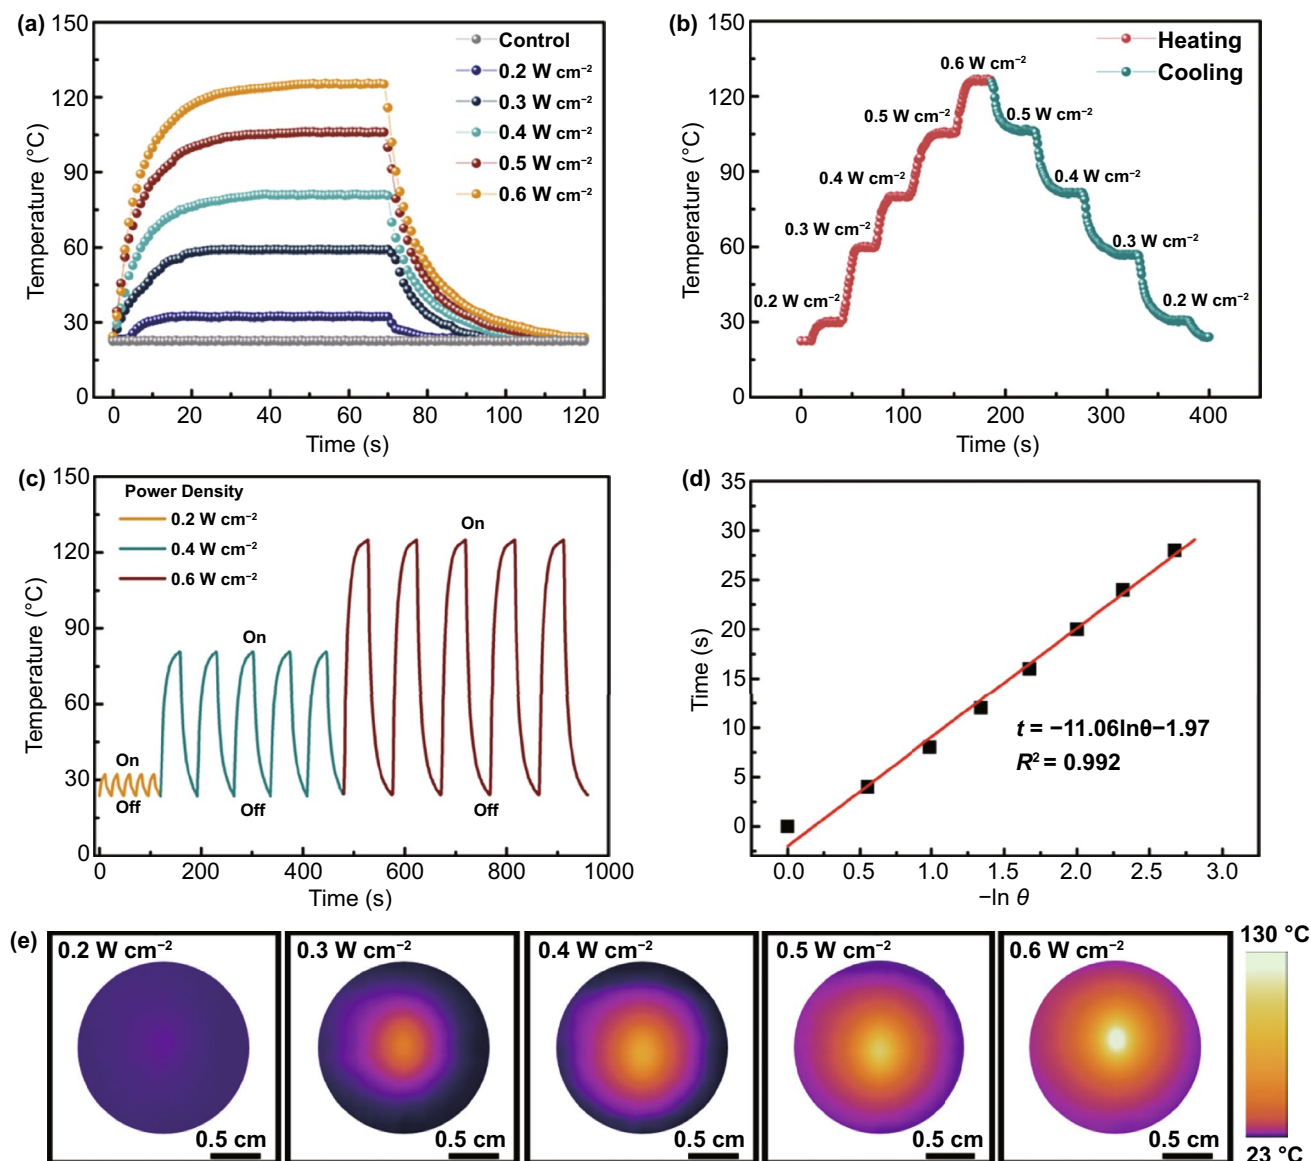 (a)
150
120
90
60
30
0
Temperature (°C)
0 20 40 60 80 100 120
Time (s)
Control
0.2 W cm⁻²
0.3 W cm⁻²
0.4 W cm⁻²
0.5 W cm⁻²
0.6 W cm⁻²
(b)
150
120
90
60
30
0
Temperature (°C)
0 100 200 300 400
Time (s)
Heating
Cooling
0.6 W cm⁻²
0.5 W cm⁻²
0.5 W cm⁻²
0.4 W cm⁻²
0.4 W cm⁻²
0.3 W cm⁻²
0.3 W cm⁻²
0.2 W cm⁻²
0.2 W cm⁻²
(c)
150
120
90
60
30
0
Temperature (°C)
0 200 400 600 800 1000
Time (s)
Power Density
0.2 W cm⁻²
0.4 W cm⁻²
0.6 W cm⁻²
On
On
On
Off
Off
Off
(d)
35
30
25
20
15
10
5
0
Time (s)
0.0 0.5 1.0 1.5 2.0 2.5 3.0
−ln θ
t = −11.06lnθ−1.97
R² = 0.992
(e)
0.2 W cm⁻²
0.5 cm
0.3 W cm⁻²
0.5 cm
0.4 W cm⁻²
0.5 cm
0.5 W cm⁻²
0.5 cm
0.6 W cm⁻²
0.5 cm
130 °C
23 °C